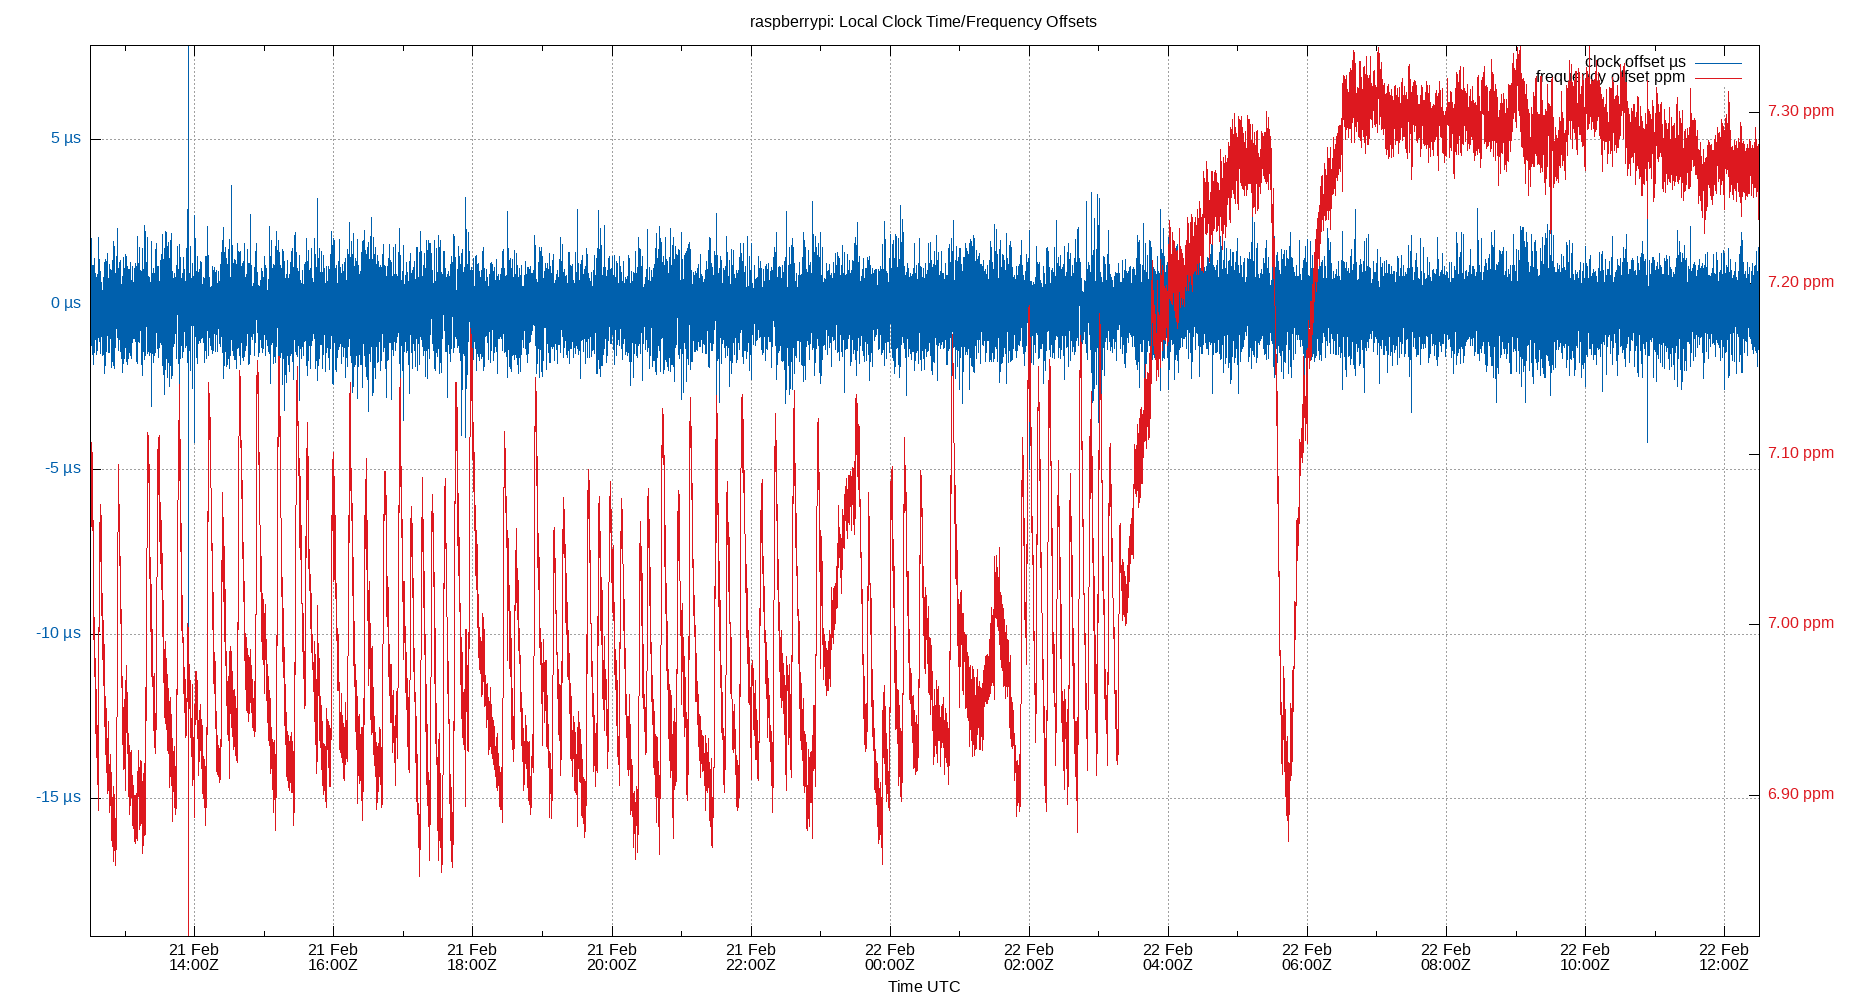 raspberrypi: Local Clock Time/Frequency Offsets
clock offset µs
frequency offset ppm
5 µs
0 µs
-5 µs
-10 µs
-15 µs
7.30 ppm
7.20 ppm
7.10 ppm
7.00 ppm
6.90 ppm
21 Feb
14:00Z
21 Feb
16:00Z
21 Feb
18:00Z
21 Feb
20:00Z
21 Feb
22:00Z
22 Feb
00:00Z
22 Feb
02:00Z
22 Feb
04:00Z
22 Feb
06:00Z
22 Feb
08:00Z
22 Feb
10:00Z
22 Feb
12:00Z
Time UTC